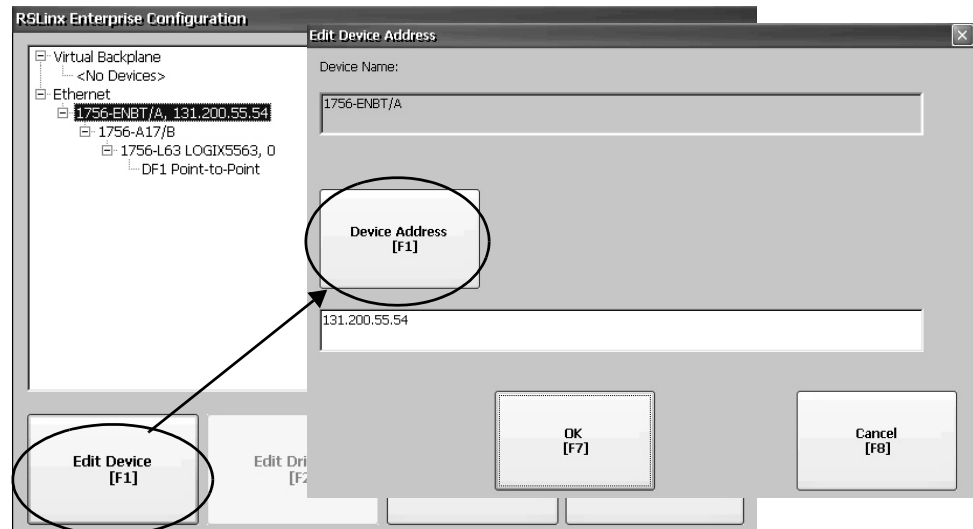 RSLinx Enterprise Configuration
Virtual Backplane
<No Devices>
Ethernet
1756-ENBT/A, 131.200.55.54
1756-A17/B
1756-L63 LOGIX5563, 0
DF1 Point-to-Point
Edit Device
[F1]
Edit Dri
[F2
Edit Device Address
Device Name:
1756-ENBT/A
Device Address
[F1]
131.200.55.54
OK
[F7]
Cancel
[F8]